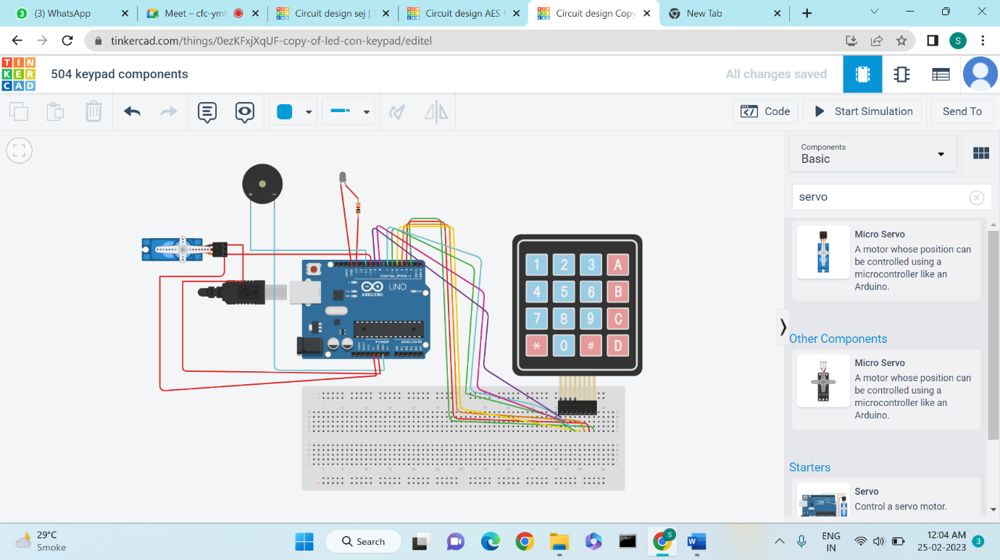 (3) WhatsApp
Meet – cfc-ymb
Circuit design sej |
Circuit design AES
Circuit design Copy
New Tab
tinkercad.com/things/0ezKFxjXqUF-copy-of-led-con-keypad/editel
S
TIN
KER
CAD
504 keypad components
All changes saved
Code
Start Simulation
Send To
Components
Basic
servo
Micro Servo
A motor whose position can
be controlled using a
microcontroller like an
Arduino.
Other Components
Micro Servo
A motor whose position can
be controlled using a
microcontroller like an
Arduino.
Starters
Servo
Control a servo motor.
DIGITAL (PWM~)
UNO
ARDUINO
POWER
ANALOG IN
1 2 3 A
4 5 6 B
7 8 9 C
* 0 # D
29°C
Smoke
Search
S
ENG
IN
12:04 AM
25-02-2023
3